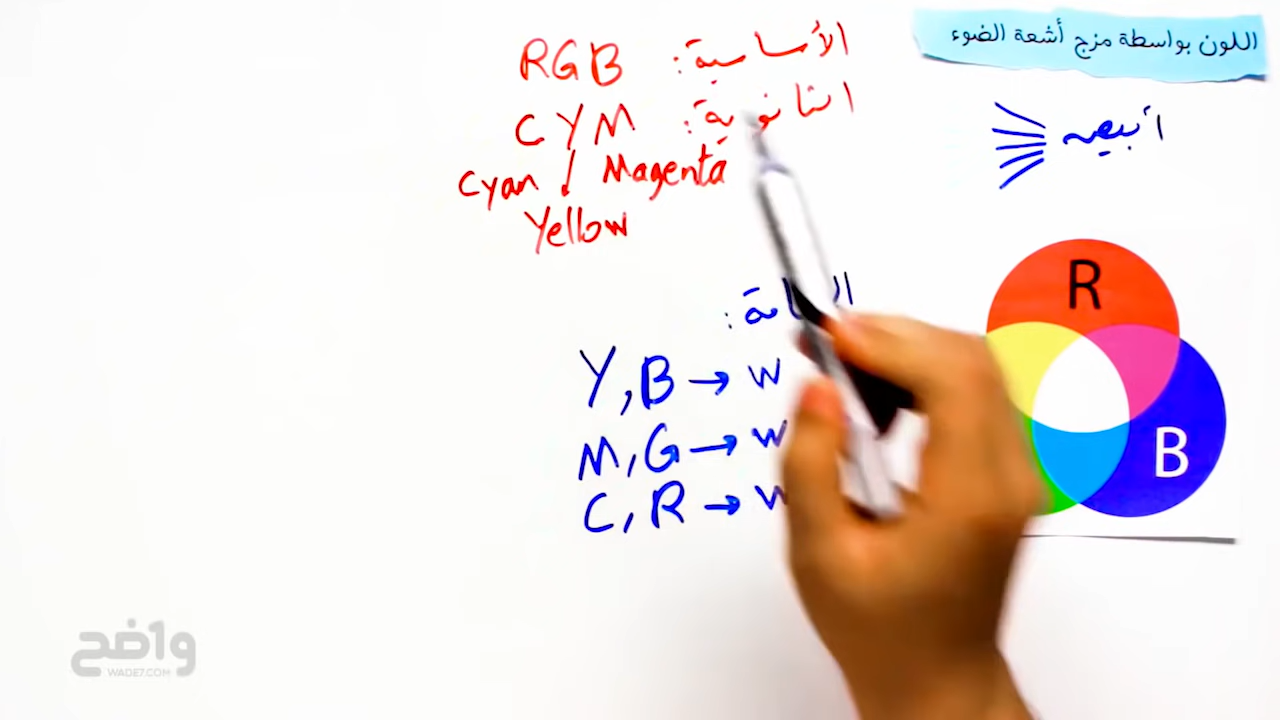 اللون بواسطة مزج أشعة الضوء
أبيض
الأساسية: RGB
الثانوية: CYM
Cyan Magenta
Yellow
Y, B → W
M, G → W
C, R → W
R
B
واضح
WADE7.COM